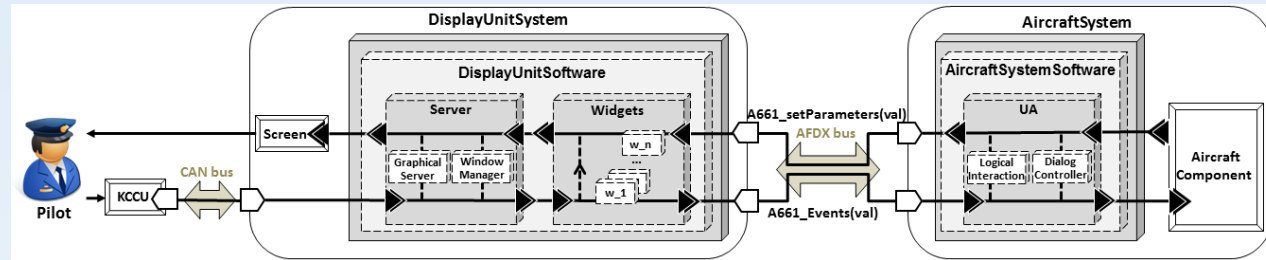 DisplayUnitSystem
AircraftSystem
DisplayUnitSoftware
AircraftSystemSoftware
Server
Widgets
UA
A661_setParameters(val)
AFDX bus
Screen
w_n
...
w_1
Graphical
Server
Window
Manager
Logical
Interaction
Dialog
Controller
Aircraft
Component
CAN bus
KCCU
Pilot
A661_Events(val)